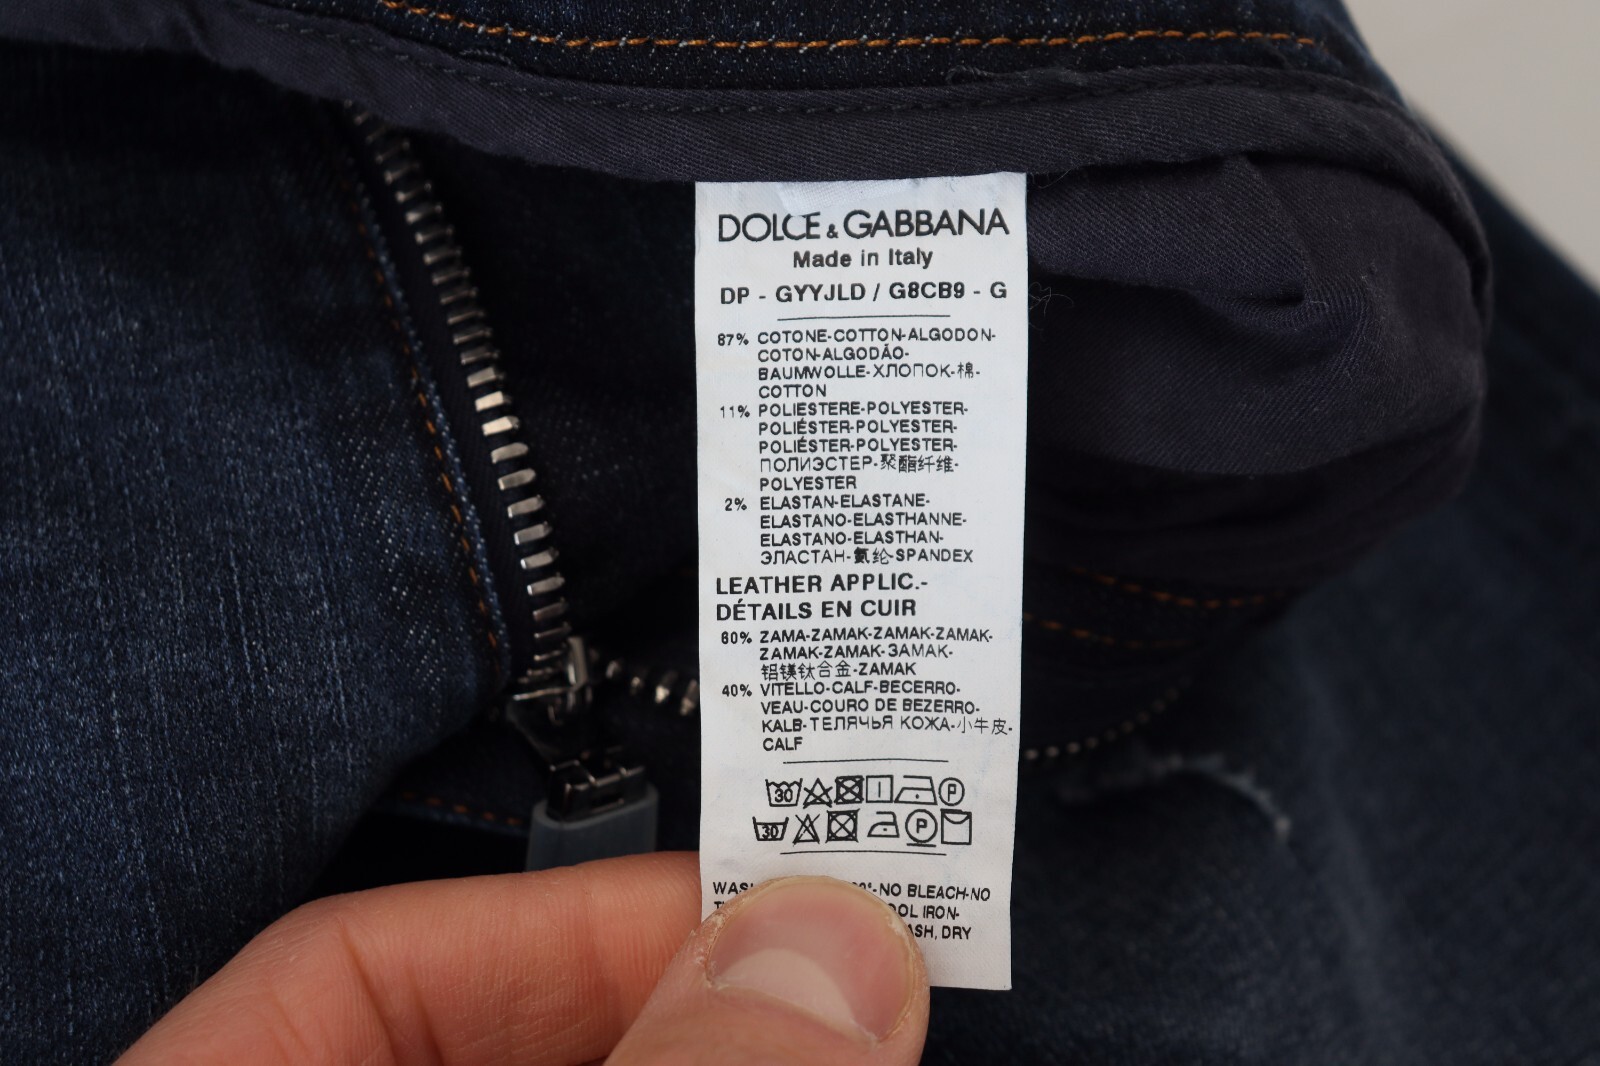 DOLCE & GABBANA
Made in Italy
DP - GYYJLD / G8CB9 - G
87% COTONE-COTTON-ALGODON-
COTON-ALGODÃO-
BAUMWOLLE-ХЛОПОК-棉-
COTTON
11% POLIESTERE-POLYESTER-
POLIÉSTER-POLYESTER-
POLIÉSTER-POLYESTER-
ПОЛИЭСТЕР-聚酯纤维-
POLYESTER
2% ELASTAN-ELASTANE-
ELASTANO-ELASTHANNE-
ELASTANO-ELASTHAN-
ЭЛАСТАН-氨纶-SPANDEX
LEATHER APPLIC.-
DÉTAILS EN CUIR
60% ZAMA-ZAMAK-ZAMAK-ZAMAK-
ZAMAK-ZAMAK-ЗАМАК-
铝镁钛合金-ZAMAK
40% VITELLO-CALF-BECERRO-
VEAU-COURO DE BEZERRO-
KALB-ТЕЛЯЧЬЯ КОЖА-小牛皮-
CALF
30 P
30 P
-NO BLEACH-NO
IRON-
DRY